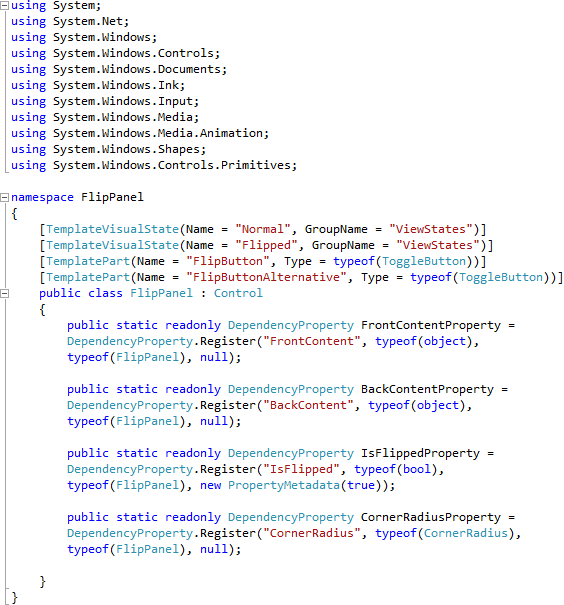 using System;
using System.Net;
using System.Windows;
using System.Windows.Controls;
using System.Windows.Documents;
using System.Windows.Ink;
using System.Windows.Input;
using System.Windows.Media;
using System.Windows.Media.Animation;
using System.Windows.Shapes;
using System.Windows.Controls.Primitives;

namespace FlipPanel
{
    [TemplateVisualState(Name = "Normal", GroupName = "ViewStates")]
    [TemplateVisualState(Name = "Flipped", GroupName = "ViewStates")]
    [TemplatePart(Name = "FlipButton", Type = typeof(ToggleButton))]
    [TemplatePart(Name = "FlipButtonAlternative", Type = typeof(ToggleButton))]
    public class FlipPanel : Control
    {
        public static readonly DependencyProperty FrontContentProperty =
        DependencyProperty.Register("FrontContent", typeof(object),
        typeof(FlipPanel), null);

        public static readonly DependencyProperty BackContentProperty =
        DependencyProperty.Register("BackContent", typeof(object),
        typeof(FlipPanel), null);

        public static readonly DependencyProperty IsFlippedProperty =
        DependencyProperty.Register("IsFlipped", typeof(bool),
        typeof(FlipPanel), new PropertyMetadata(true));

        public static readonly DependencyProperty CornerRadiusProperty =
        DependencyProperty.Register("CornerRadius", typeof(CornerRadius),
        typeof(FlipPanel), null);

    }
}